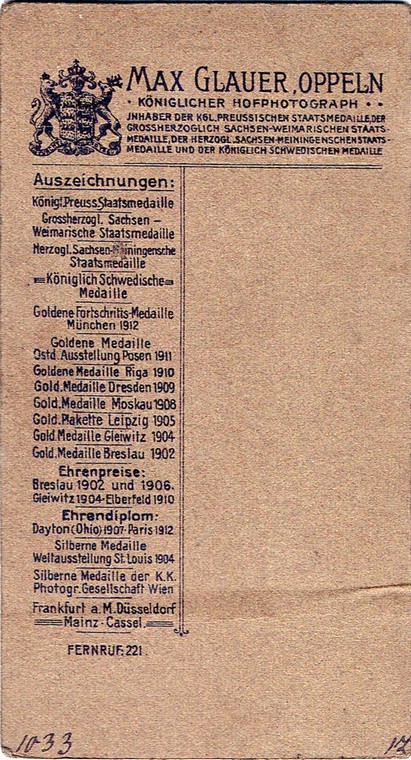 MAX GLAUER, OPPELN
• KÖNIGLICHER HOFPHOTOGRAPH • •
JNHABER DER KGL. PREUSSISCHEN STAATSMEDAILLE, DER
GROSSHERZOGLICH SACHSEN-WEIMARISCHEN STAATS-
MEDAILLE, DER HERZOGL. SACHSEN-MEININGENSCHEN STAATS-
MEDAILLE UND DER KÖNIGLICH SCHWEDISCHEN MEDAILLE
Auszeichnungen:
Königl. Preuss. Staatsmedaille
Grossherzogl. Sachsen-
Weimarische Staatsmedaille
Herzogl. Sachsen-Meiningensche
Staatsmedaille
Königlich Schwedische
Medaille
Goldene Fortschritts-Medaille
München 1912
Goldene Medaille
Ostd. Ausstellung Posen 1911
Goldene Medaille Riga 1910
Gold. Medaille Dresden 1909
Gold. Medaille Moskau 1908
Gold. Plakette Leipzig 1905
Gold. Medaille Gleiwitz 1904
Gold. Medaille Breslau 1902
Ehrenpreise:
Breslau 1902 und 1906.
Gleiwitz 1904-Elberfeld 1910
Ehrendiplom:
Dayton (Ohio) 1907-Paris 1912
Silberne Medaille
Weltausstellung St. Louis 1904
Silberne Medaille der K.K.
Photogr. Gesellschaft Wien
Frankfurt a. M. Düsseldorf
Mainz-Cassel.
FERNRUF: 221.
1033